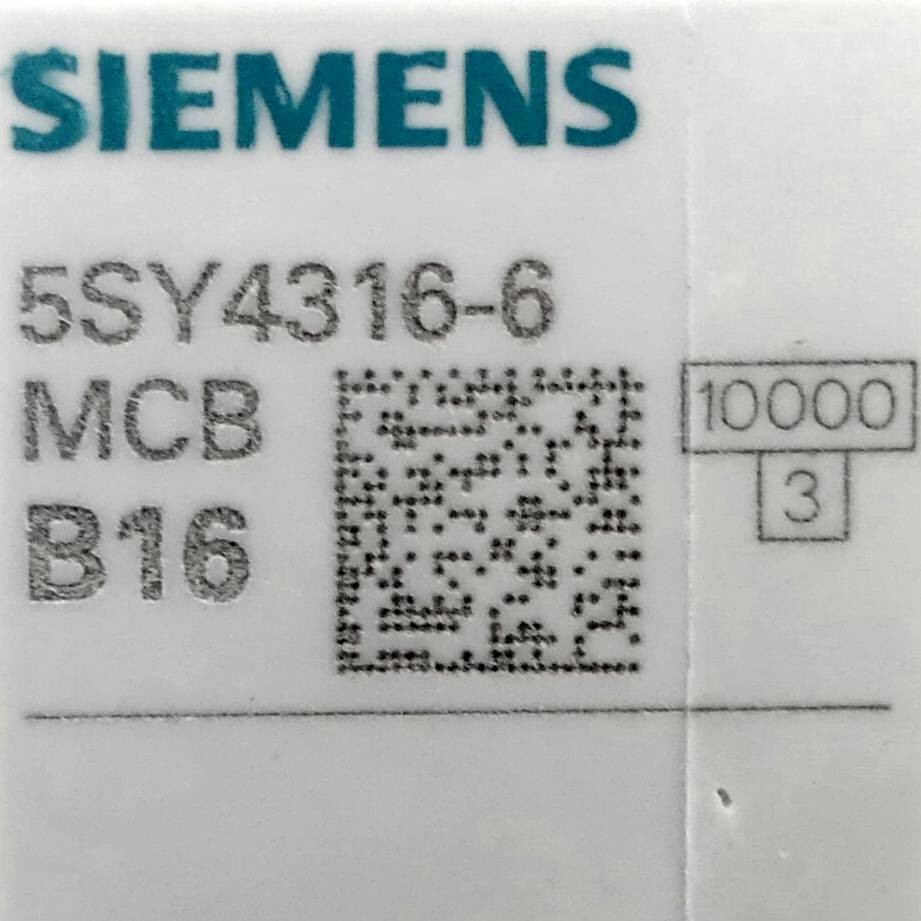 SIEMENS
5SY4316-6
MCB
B16
10000
3